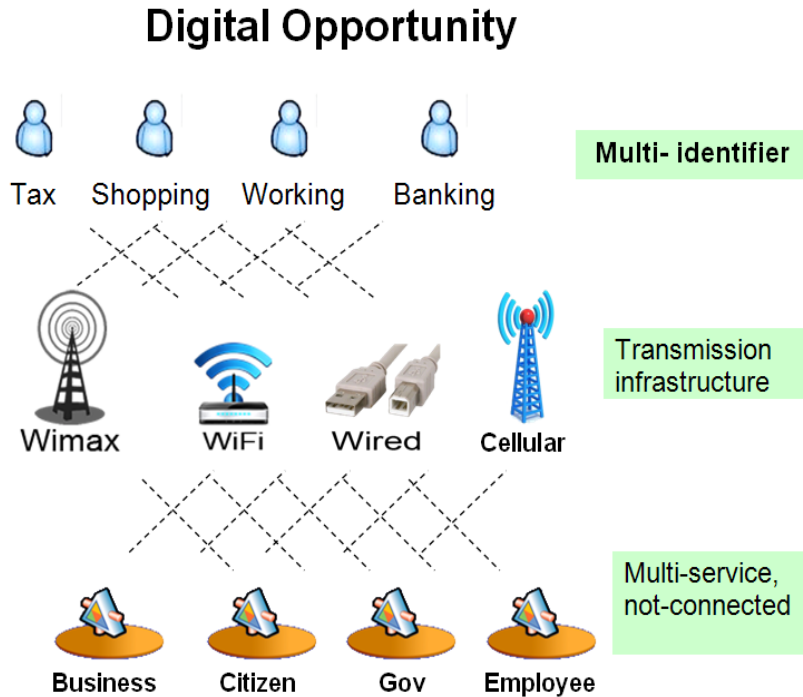 Digital Opportunity
Tax Shopping Working Banking
Multi- identifier
Wimax WiFi Wired Cellular
Transmission
infrastructure
Business Citizen Gov Employee
Multi-service,
not-connected